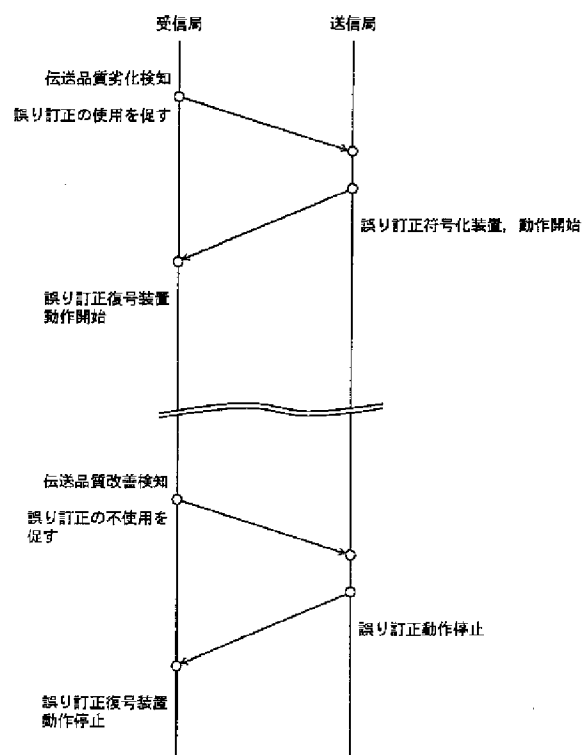 受信局
送信局
伝送品質劣化検知
誤り訂正の使用を促す
誤り訂正符号化装置，動作開始
誤り訂正復号装置
動作開始
伝送品質改善検知
誤り訂正の不使用を
促す
誤り訂正動作停止
誤り訂正復号装置
動作停止